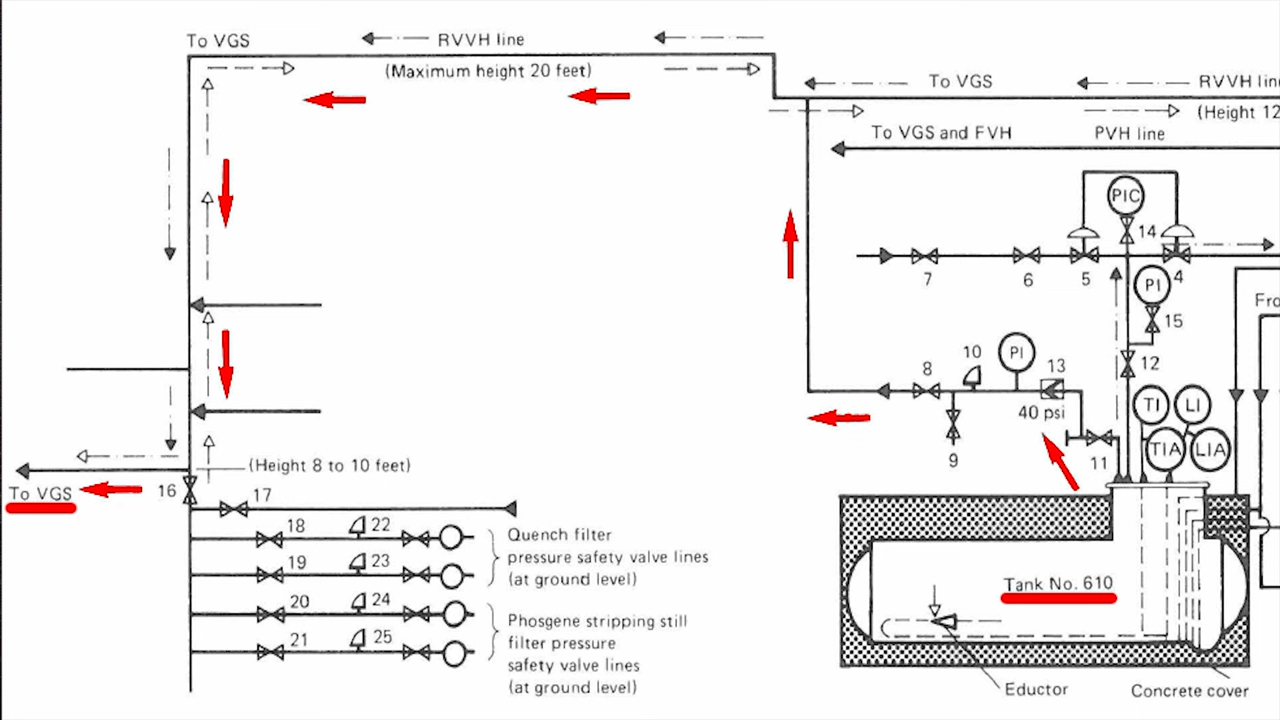 To VGS
RVVH line
(Maximum height 20 feet)
To VGS
RVVH line
(Height 12
To VGS and FVH
PVH line
PIC
14
7
6
5
4
PI
15
Fro
8
10
PI
13
12
40 psi
TI
LI
9
11
TIA
LIA
(Height 8 to 10 feet)
To VGS
16
17
18
22
19
23
20
24
21
25
Quench filter
pressure safety valve lines
(at ground level)
Phosgene stripping still
filter pressure
safety valve lines
(at ground level)
Tank No. 610
Eductor
Concrete cover